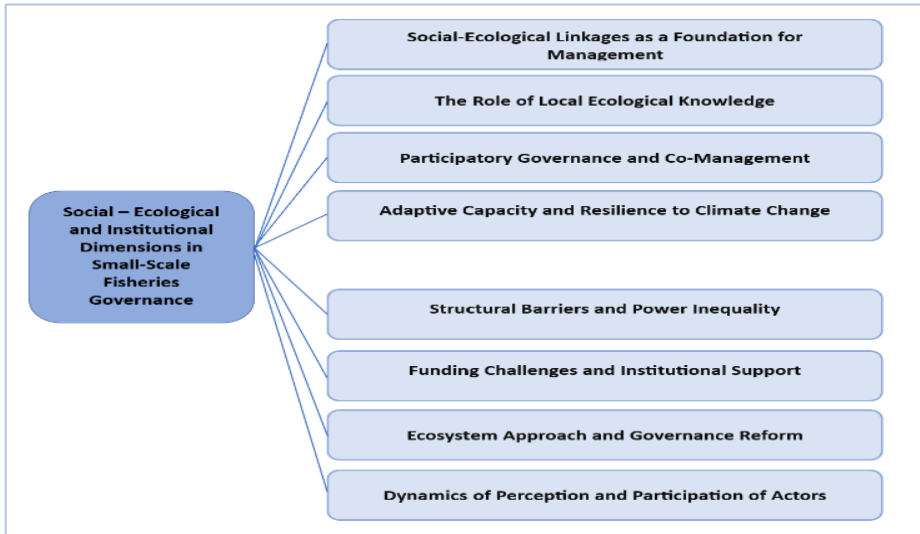 Social-Ecological Linkages as a Foundation for
Management
The Role of Local Ecological Knowledge
Participatory Governance and Co-Management
Adaptive Capacity and Resilience to Climate Change
Social – Ecological
and Institutional
Dimensions in
Small-Scale
Fisheries
Governance
Structural Barriers and Power Inequality
Funding Challenges and Institutional Support
Ecosystem Approach and Governance Reform
Dynamics of Perception and Participation of Actors